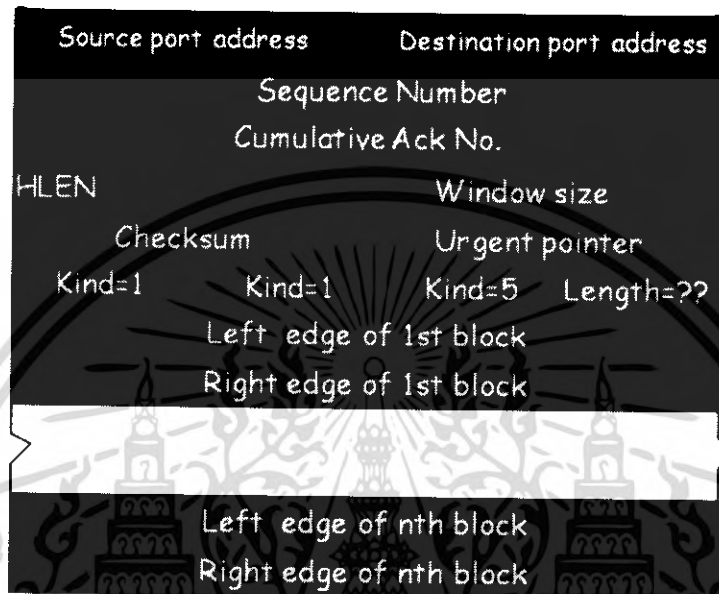 Source port address Destination port address
Sequence Number
Cumulative Ack No.
HLEN Window size
Checksum Urgent pointer
Kind=1 Kind=1 Kind=5 Length=??
Left edge of 1st block
Right edge of 1st block
Left edge of nth block
Right edge of nth block